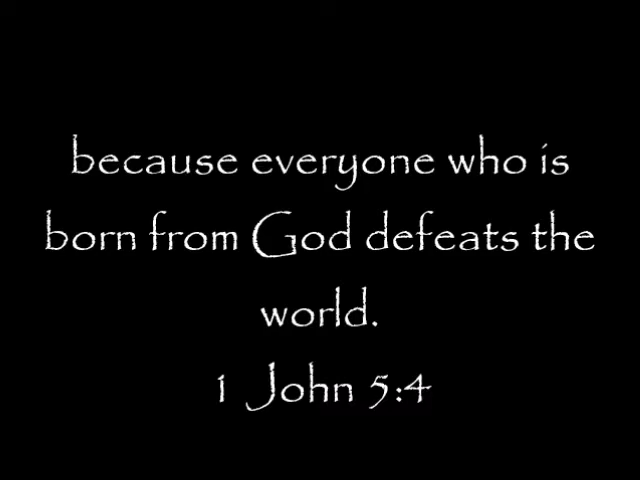 because everyone who is
born from God defeats the
world.
1 John 5:4